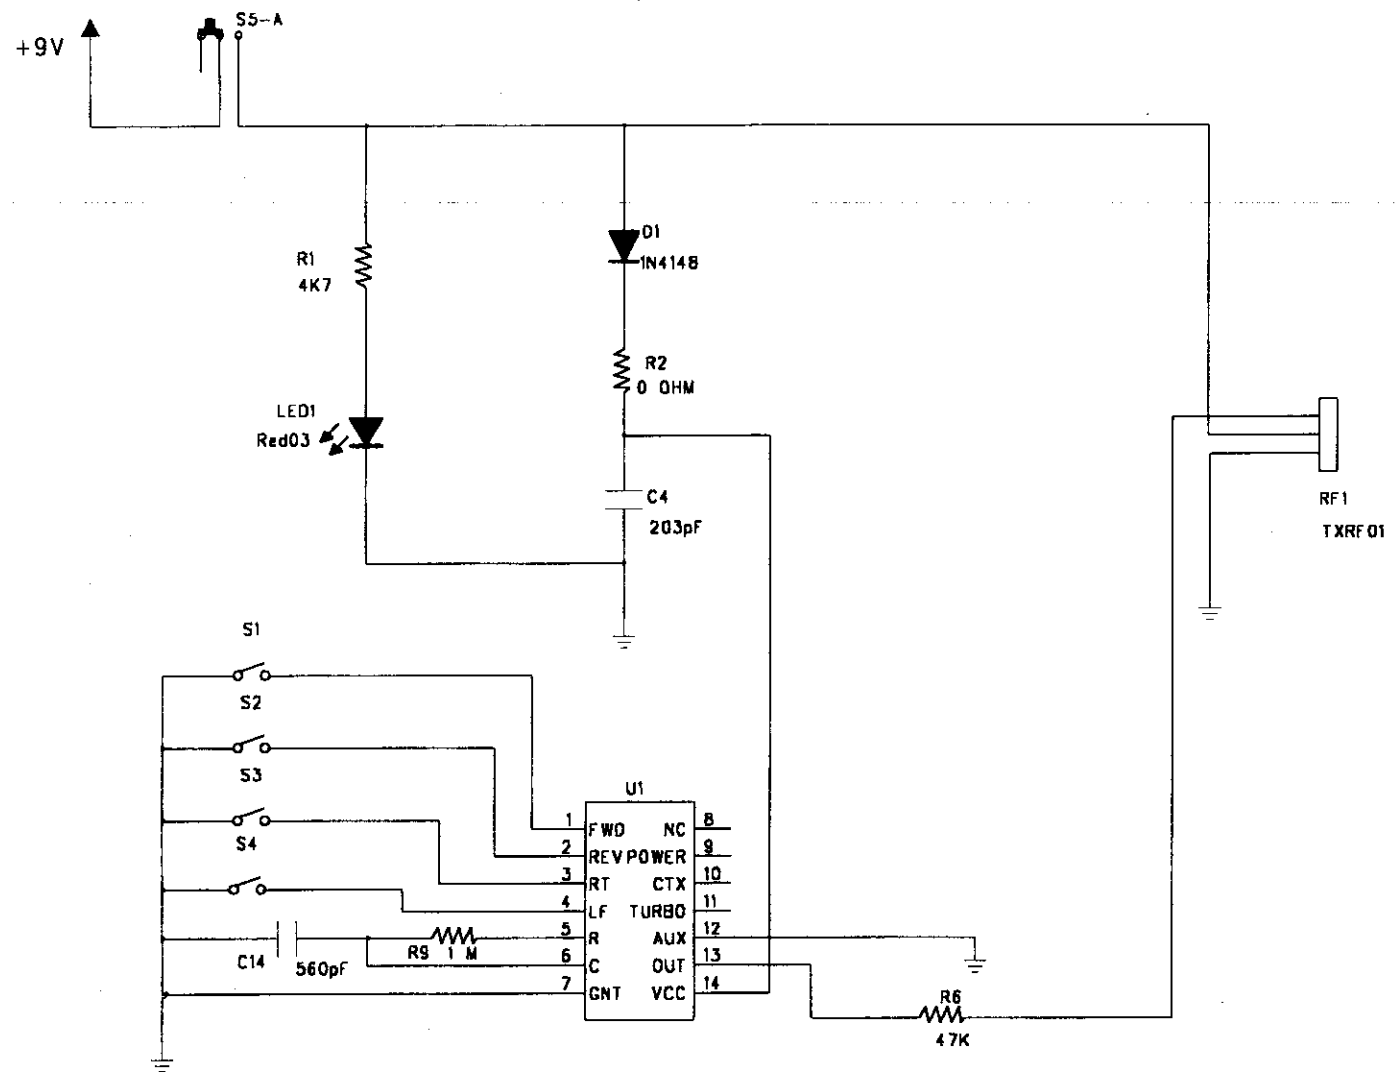 S5-A
+9V
D1
1N4148
R1
4K7
R2
0 OHM
LED1
Red03
C4
203pF
RF1
TXRF01
S1
S2
S3
S4
U1
1 FWD NC 8
2 REV POWER 9
3 RT CTX 10
4 LF TURBO 11
5 R AUX 12
6 C OUT 13
7 GNT VCC 14
R9 1 M
C14 560pF
R6
47K